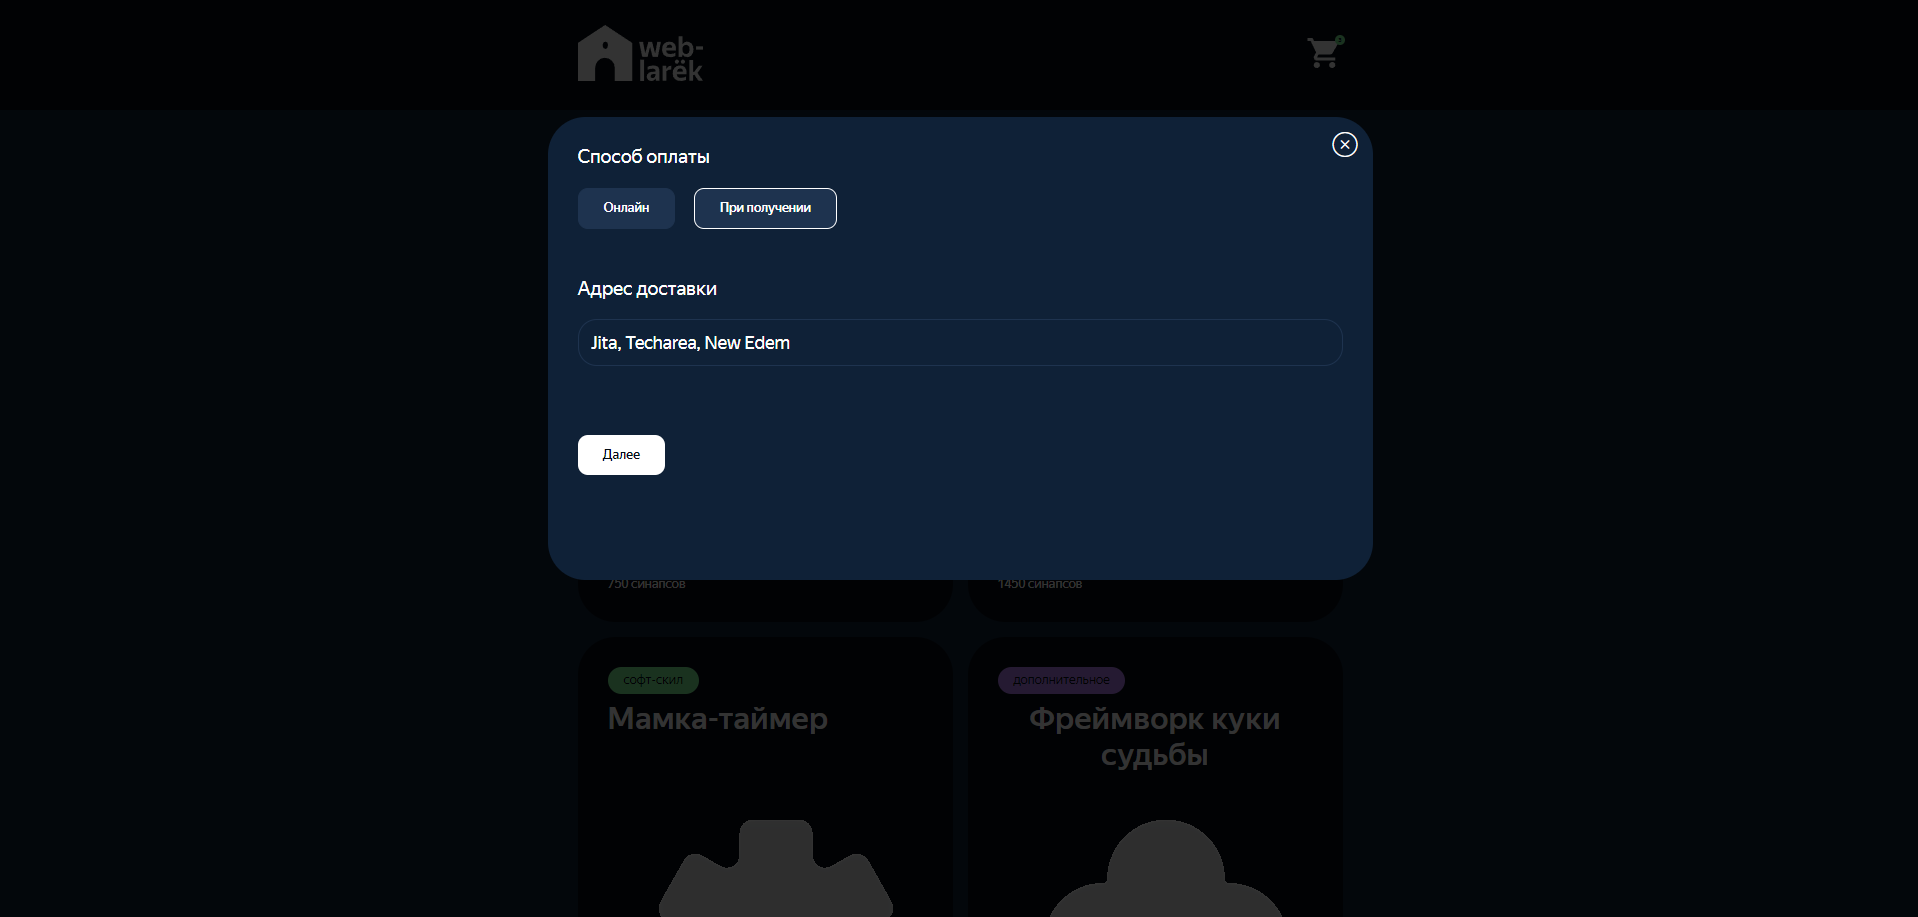 web-
larëk
Способ оплаты
Онлайн
При получении
Адрес доставки
Jita, Techarea, New Edem
Далее
750 синапсов
1450 синапсов
софт-скил
дополнительное
Мамка-таймер
Фреймворк куки
судьбы